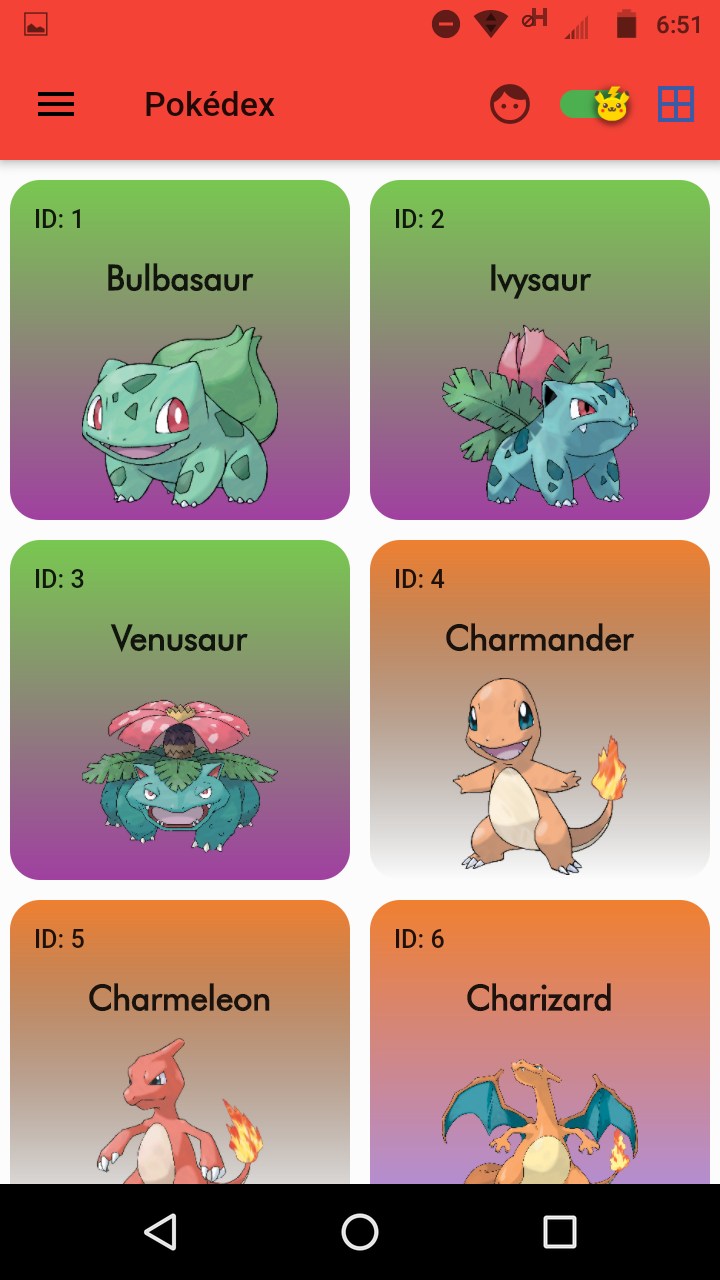 6:51
Pokédex
ID: 1
Bulbasaur
ID: 2
Ivysaur
ID: 3
Venusaur
ID: 4
Charmander
ID: 5
Charmeleon
ID: 6
Charizard